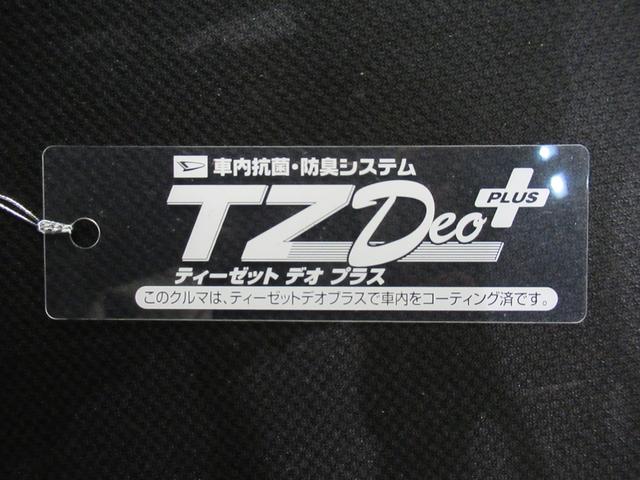 車内抗菌・防臭システム
TZ Deo PLUS
ティーゼット デオ プラス
このクルマは、ティーゼットデオプラスで車内をコーティング済です。